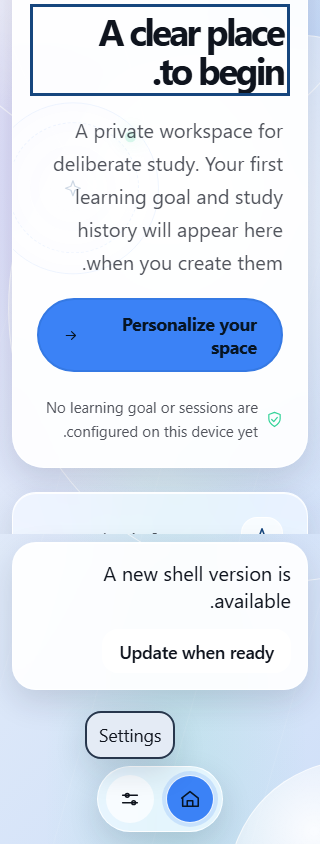 A clear place
to begin.
A private workspace for
deliberate study. Your first
learning goal and study
history will appear here
when you create them.
Personalize your
space
No learning goal or sessions are
configured on this device yet.
A new shell version is
available.
Update when ready
Settings